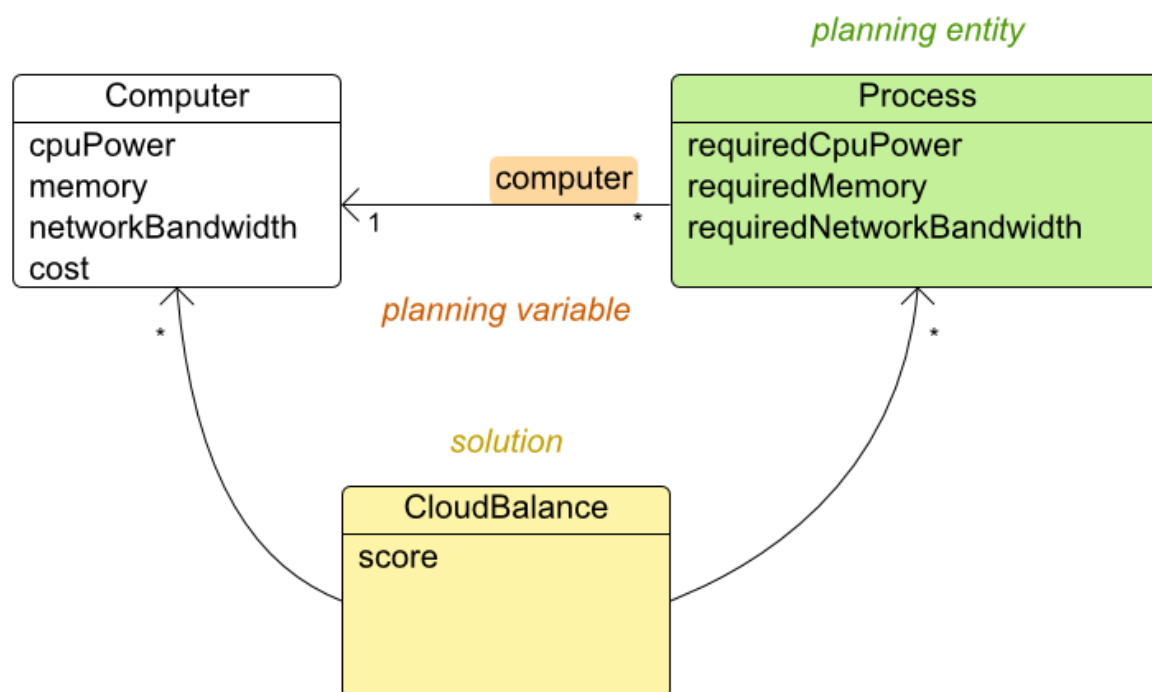 planning entity
Computer
cpuPower
memory
networkBandwidth
cost
computer
1
*
Process
requiredCpuPower
requiredMemory
requiredNetworkBandwidth
planning variable
*
*
solution
CloudBalance
score